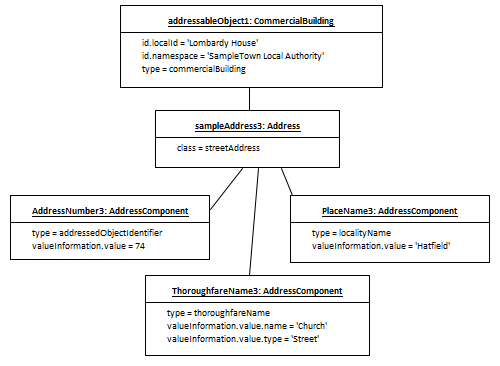 addressableObject1: CommercialBuilding
id.localId = 'Lombardy House'
id.namespace = 'SampleTown Local Authority'
type = commercialBuilding
sampleAddress3: Address
class = streetAddress
AddressNumber3: AddressComponent
type = addressedObjectIdentifier
valueInformation.value = 74
PlaceName3: AddressComponent
type = localityName
valueInformation.value = 'Hatfield'
ThoroughfareName3: AddressComponent
type = thoroughfareName
valueInformation.value.name = 'Church'
valueInformation.value.type = 'Street'